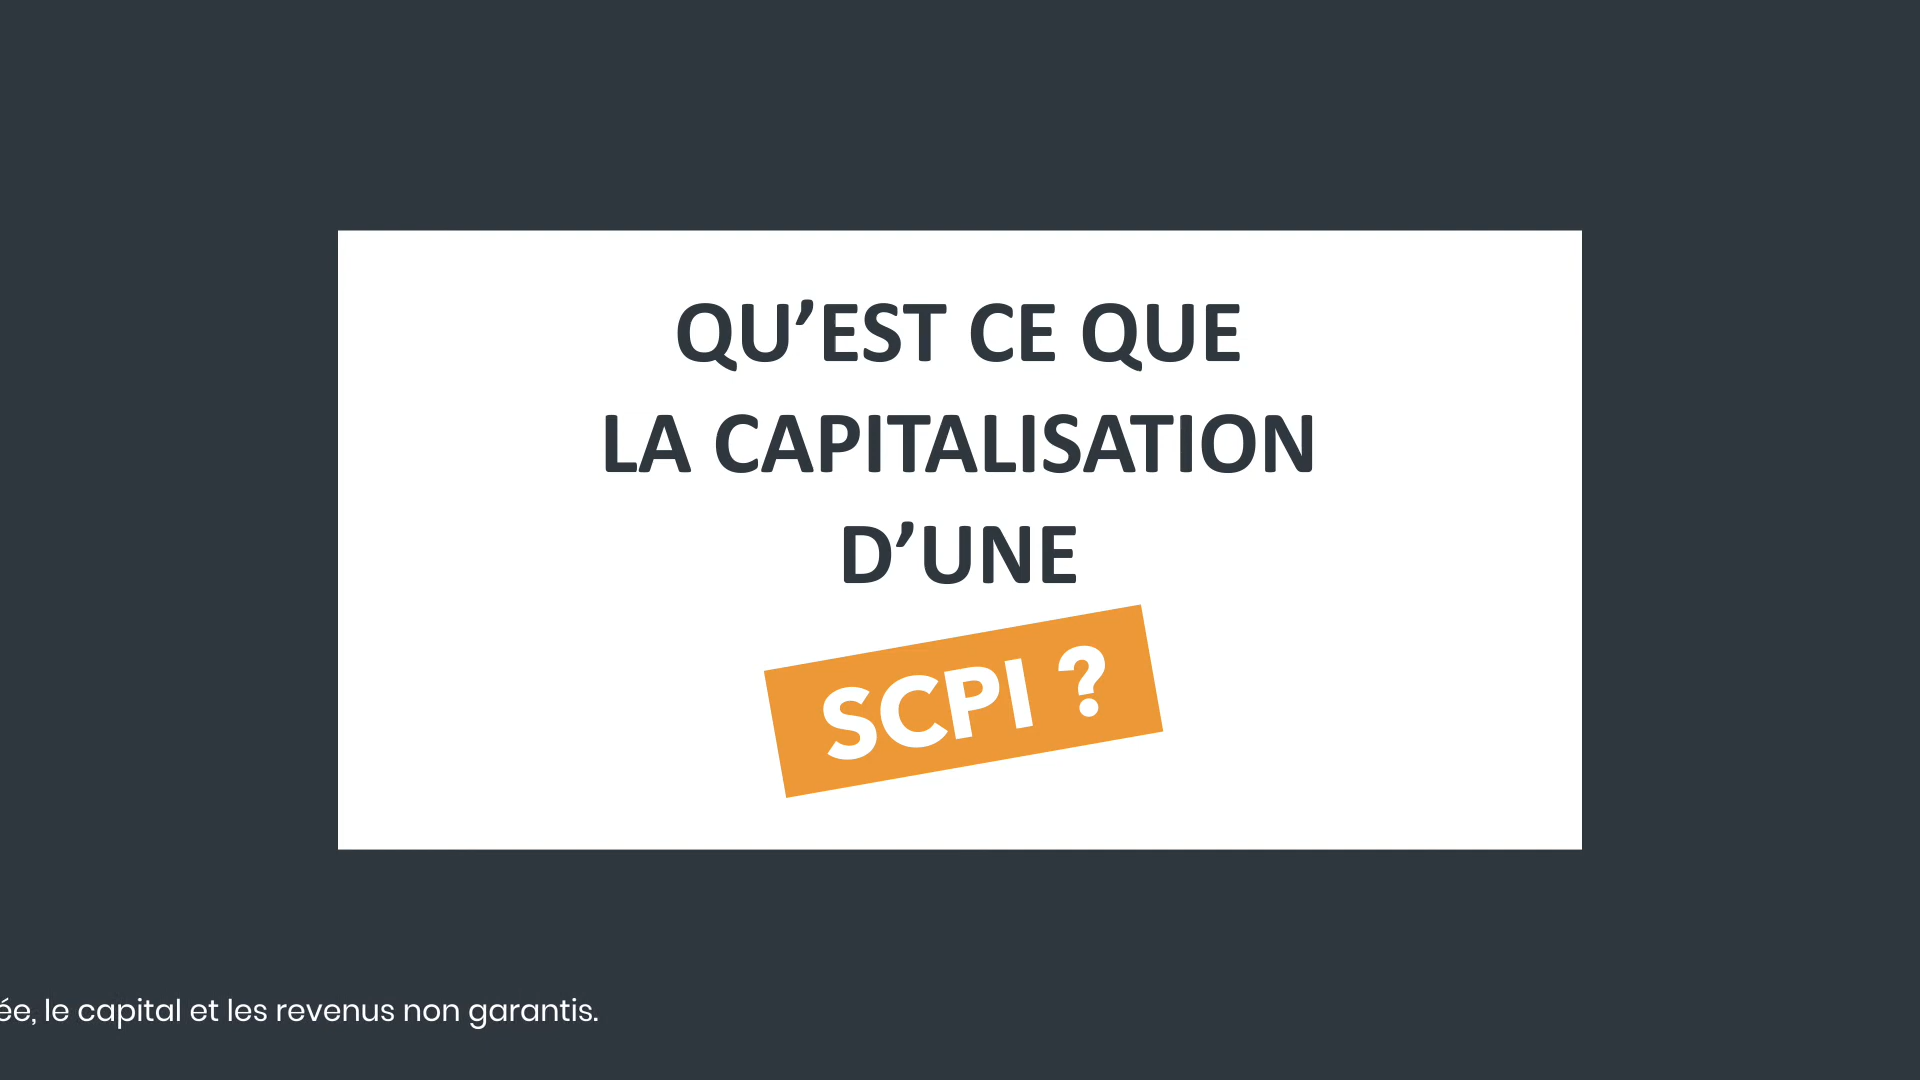 QU’EST CE QUE
LA CAPITALISATION
D’UNE
SCPI ?
ée, le capital et les revenus non garantis.